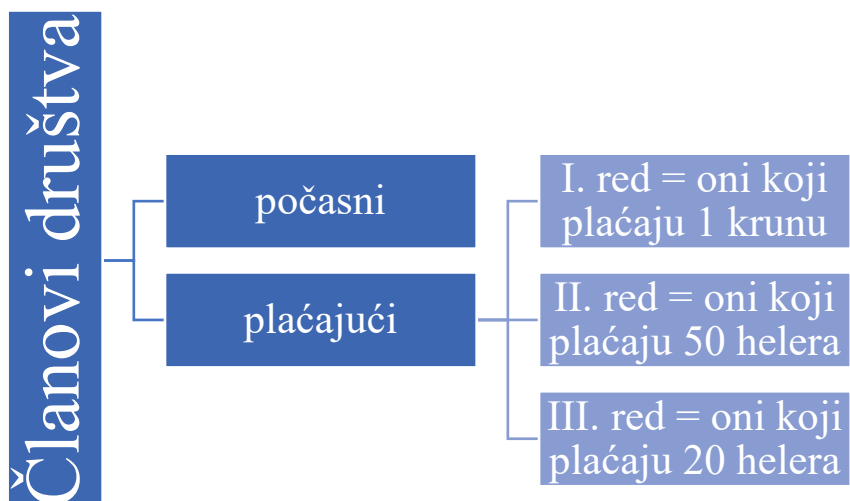 Članovi društva
počasni
plaćajući
I. red = oni koji
plaćaju 1 krunu
II. red = oni koji
plaćaju 50 helera
III. red = oni koji
plaćaju 20 helera